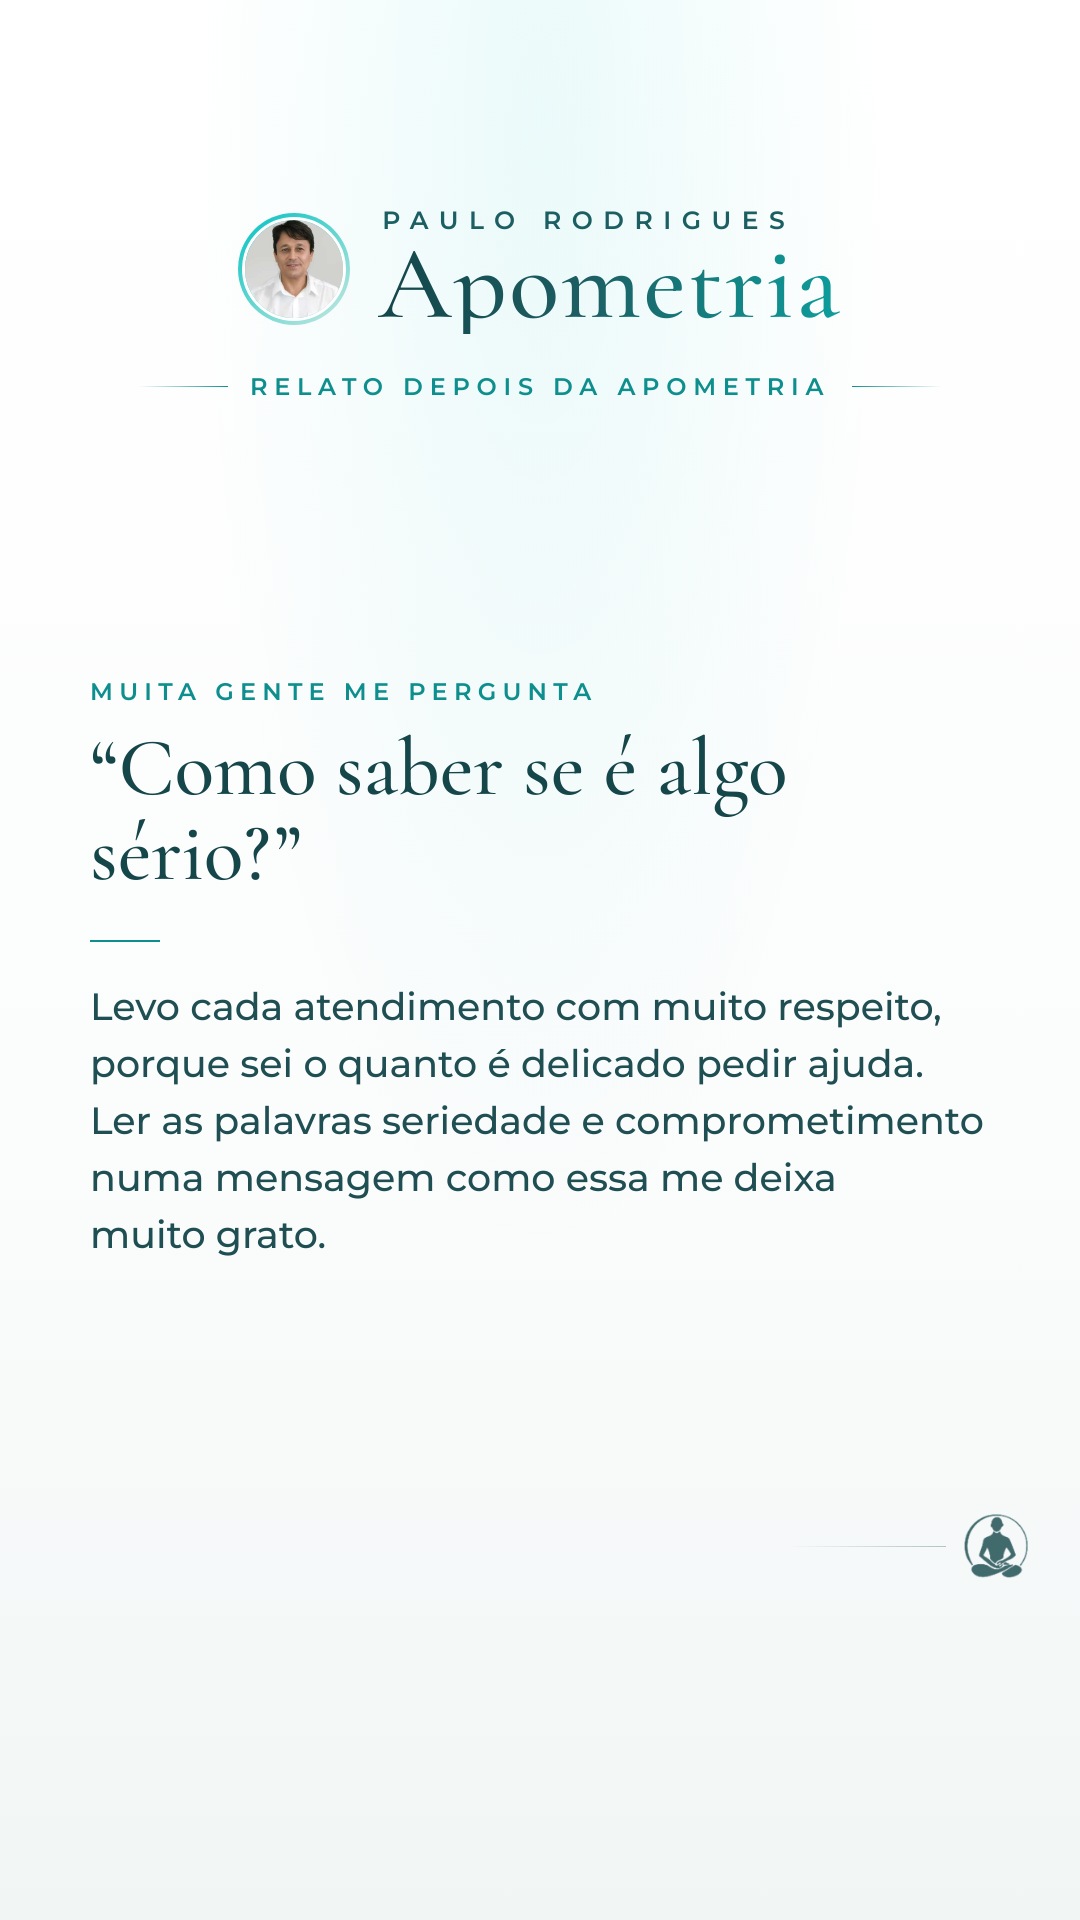 PAULO RODRIGUES
Apometria
RELATO DEPOIS DA APOMETRIA
MUITA GENTE ME PERGUNTA
“Como saber se é algo
sério?”
Levo cada atendimento com muito respeito,
porque sei o quanto é delicado pedir ajuda.
Ler as palavras seriedade e comprometimento
numa mensagem como essa me deixa
muito grato.